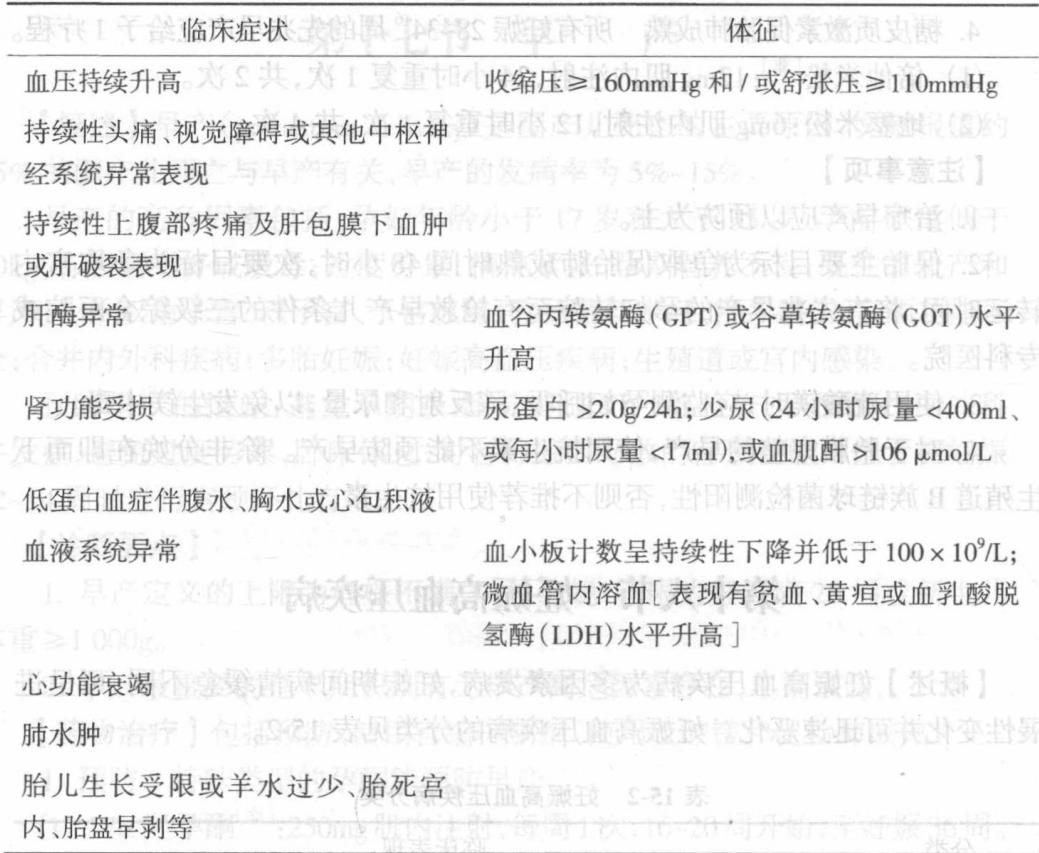 临床症状 体征
血压持续升高 收缩压≥160mmHg 和 / 或舒张压≥110mmHg
持续性头痛、视觉障碍或其他中枢神
经系统异常表现
持续性上腹部疼痛及肝包膜下血肿
或肝破裂表现
肝酶异常 血谷丙转氨酶(GPT)或谷草转氨酶(GOT)水平
升高
肾功能受损 尿蛋白>2.0g/24h;少尿(24小时尿量<400ml、
或每小时尿量<17ml);或血肌酐>106 μmol/L
低蛋白血症伴腹水、胸水或心包积液
血液系统异常 血小板计数呈持续性下降并低于 100×10⁹/L;
微血管内溶血[表现有贫血、黄疸或血乳酸脱
氢酶(LDH)水平升高]
心功能衰竭
肺水肿
胎儿生长受限或羊水过少、胎死宫
内、胎盘早剥等